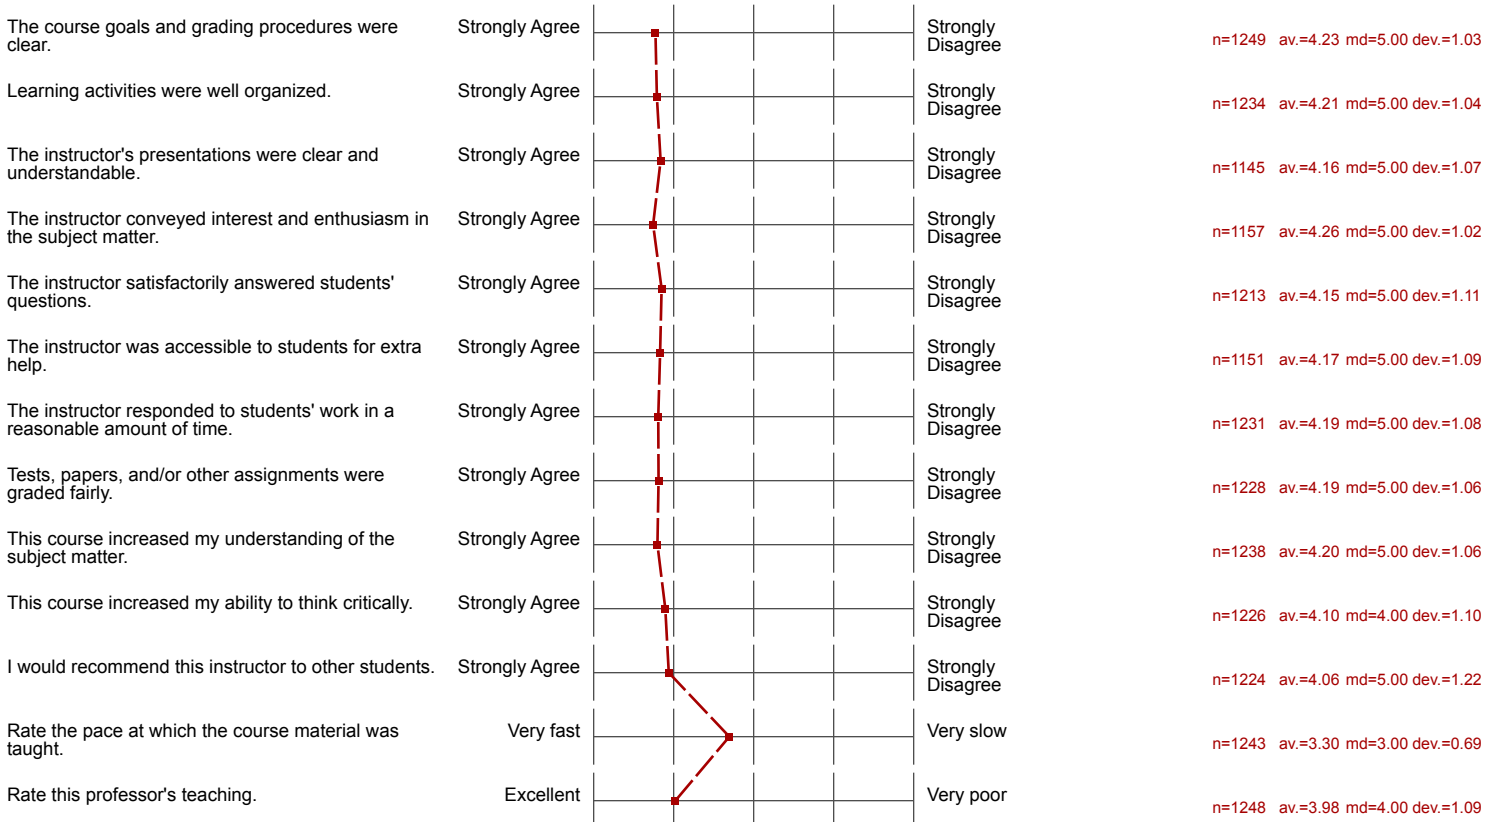 The course goals and grading procedures were
clear.
Strongly Agree
Strongly
Disagree
n=1249 av.=4.23 md=5.00 dev.=1.03
Learning activities were well organized.
Strongly Agree
Strongly
Disagree
n=1234 av.=4.21 md=5.00 dev.=1.04
The instructor's presentations were clear and
understandable.
Strongly Agree
Strongly
Disagree
n=1145 av.=4.16 md=5.00 dev.=1.07
The instructor conveyed interest and enthusiasm in
the subject matter.
Strongly Agree
Strongly
Disagree
n=1157 av.=4.26 md=5.00 dev.=1.02
The instructor satisfactorily answered students'
questions.
Strongly Agree
Strongly
Disagree
n=1213 av.=4.15 md=5.00 dev.=1.11
The instructor was accessible to students for extra
help.
Strongly Agree
Strongly
Disagree
n=1151 av.=4.17 md=5.00 dev.=1.09
The instructor responded to students' work in a
reasonable amount of time.
Strongly Agree
Strongly
Disagree
n=1231 av.=4.19 md=5.00 dev.=1.08
Tests, papers, and/or other assignments were
graded fairly.
Strongly Agree
Strongly
Disagree
n=1228 av.=4.19 md=5.00 dev.=1.06
This course increased my understanding of the
subject matter.
Strongly Agree
Strongly
Disagree
n=1238 av.=4.20 md=5.00 dev.=1.06
This course increased my ability to think critically.
Strongly Agree
Strongly
Disagree
n=1226 av.=4.10 md=4.00 dev.=1.10
I would recommend this instructor to other students.
Strongly Agree
Strongly
Disagree
n=1224 av.=4.06 md=5.00 dev.=1.22
Rate the pace at which the course material was
taught.
Very fast
Very slow
n=1243 av.=3.30 md=3.00 dev.=0.69
Rate this professor's teaching.
Excellent
Very poor
n=1248 av.=3.98 md=4.00 dev.=1.09